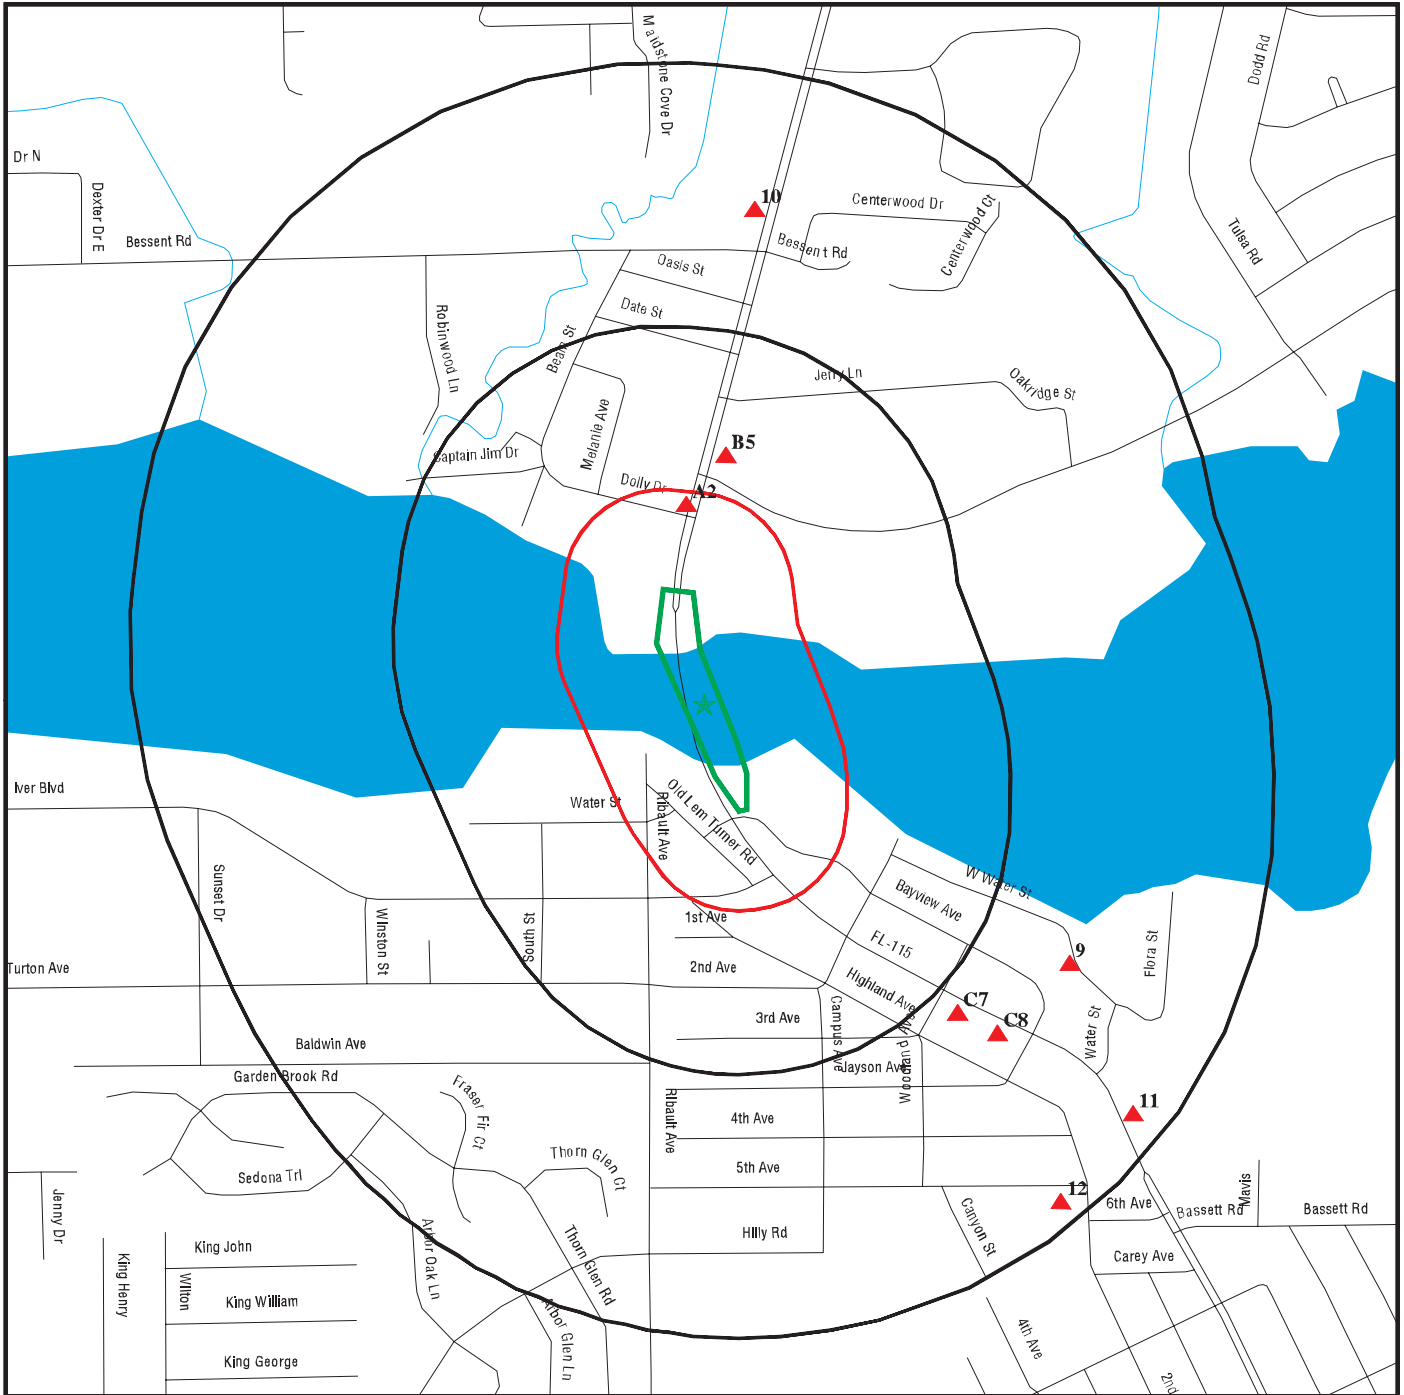 Maidstone Cove Dr
Dodd Rd
Dr N
Dexter Dr E
10
Centerwood Dr
Centerwood Ct
Tulsa Rd
Bessent Rd
Bessent Rd
Oasis St
Date St
Robinwood Ln
Jerry Ln
Oakridge St
Melanie Ave
B5
Captain Jim Dr
Dolly Dr
A2
Water St
Ribault Ave
Old Lem Turner Rd
Sunset Dr
W Water St
Bayview Ave
1st Ave
Winston St
South St
FL-115
Flora St
9
Turton Ave
2nd Ave
Highland Ave
C7
C8
3rd Ave
Campus Ave
Water St
Baldwin Ave
Jayson Ave
Garden Brook Rd
Fraser Fir Ct
Ribault Ave
4th Ave
11
Thorn Glen Ct
5th Ave
Sedona Trl
12
6th Ave
Mavis
Jenny Dr
Bassett Rd
Bassett Rd
Arbor Oak Ln
Canyon St
Hilly Rd
King John
Thorn Glen Rd
Carey Ave
King Henry
Wilton
King William
Arbor Glen Ln
4th Ave
King George
2nd